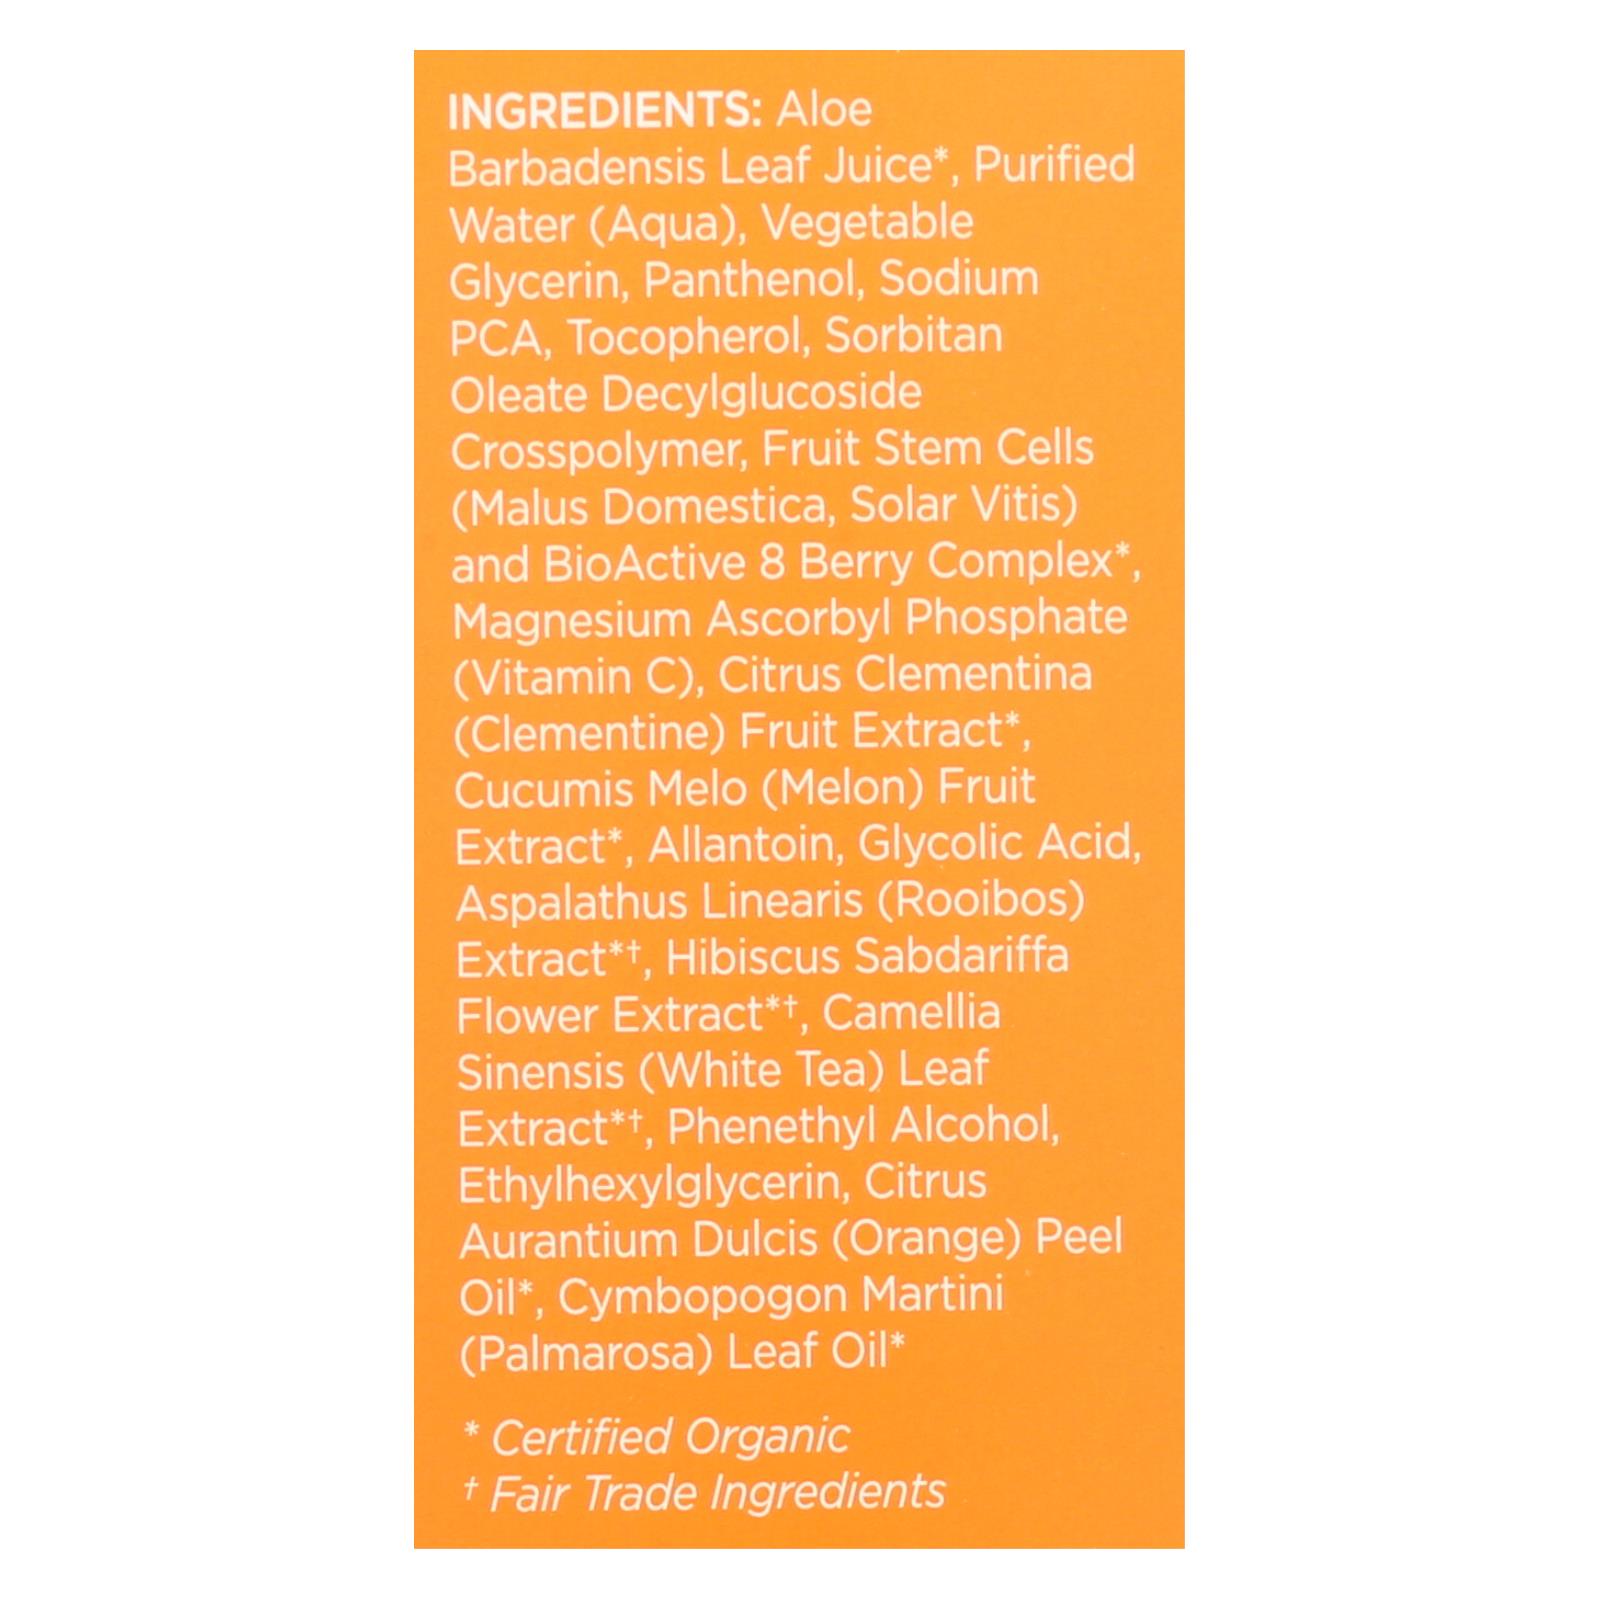 INGREDIENTS: Aloe
Barbadensis Leaf Juice*, Purified
Water (Aqua), Vegetable
Glycerin, Panthenol, Sodium
PCA, Tocopherol, Sorbitan
Oleate Decylglucoside
Crosspolymer, Fruit Stem Cells
(Malus Domestica, Solar Vitis)
and BioActive 8 Berry Complex*,
Magnesium Ascorbyl Phosphate
(Vitamin C), Citrus Clementina
(Clementine) Fruit Extract*,
Cucumis Melo (Melon) Fruit
Extract*, Allantoin, Glycolic Acid,
Aspalathus Linearis (Rooibos)
Extract*†, Hibiscus Sabdariffa
Flower Extract*†, Camellia
Sinensis (White Tea) Leaf
Extract*†, Phenethyl Alcohol,
Ethylhexylglycerin, Citrus
Aurantium Dulcis (Orange) Peel
Oil*, Cymbopogon Martini
(Palmarosa) Leaf Oil*
* Certified Organic
† Fair Trade Ingredients